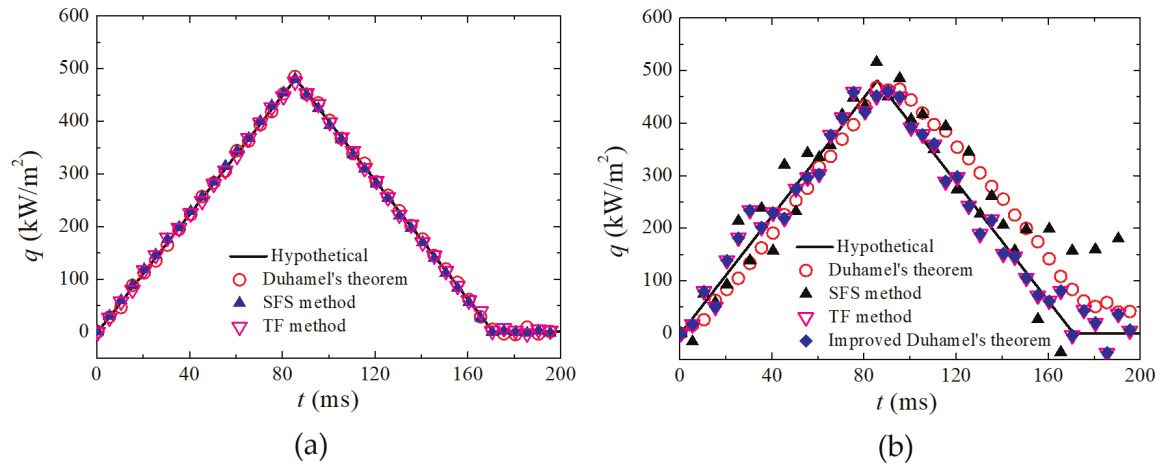 600
500
400
300
200
100
0
q (kW/m²)
Hypothetical
Duhamel's theorem
SFS method
TF method
0 40 80 120 160 200
t (ms)
(a)
600
500
400
300
200
100
0
q (kW/m²)
Hypothetical
Duhamel's theorem
SFS method
TF method
Improved Duhamel's theorem
0 40 80 120 160 200
t (ms)
(b)